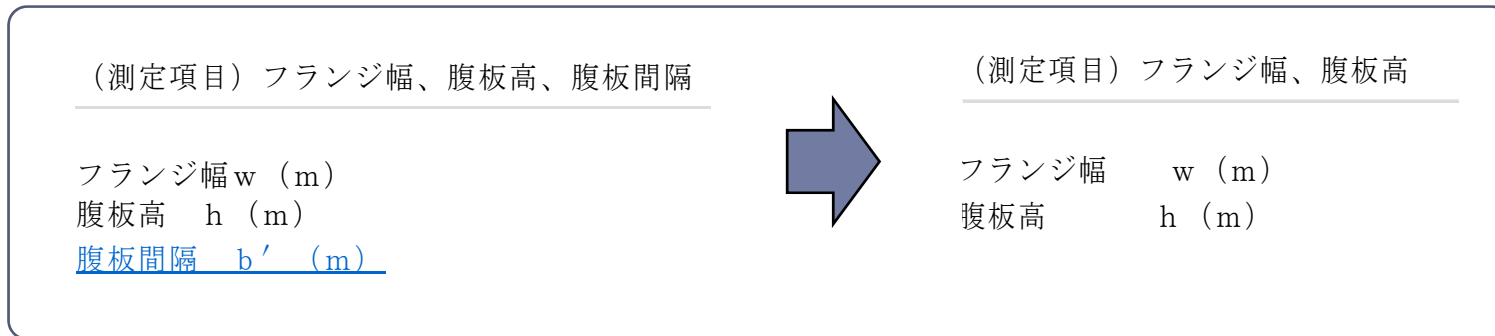 （測定項目）フランジ幅、腹板高、腹板間隔
フランジ幅ｗ（ｍ）
腹板高　ｈ（ｍ）
腹板間隔　ｂ′（ｍ）
（測定項目）フランジ幅、腹板高
フランジ幅　　ｗ（ｍ）
腹板高　　　　ｈ（ｍ）